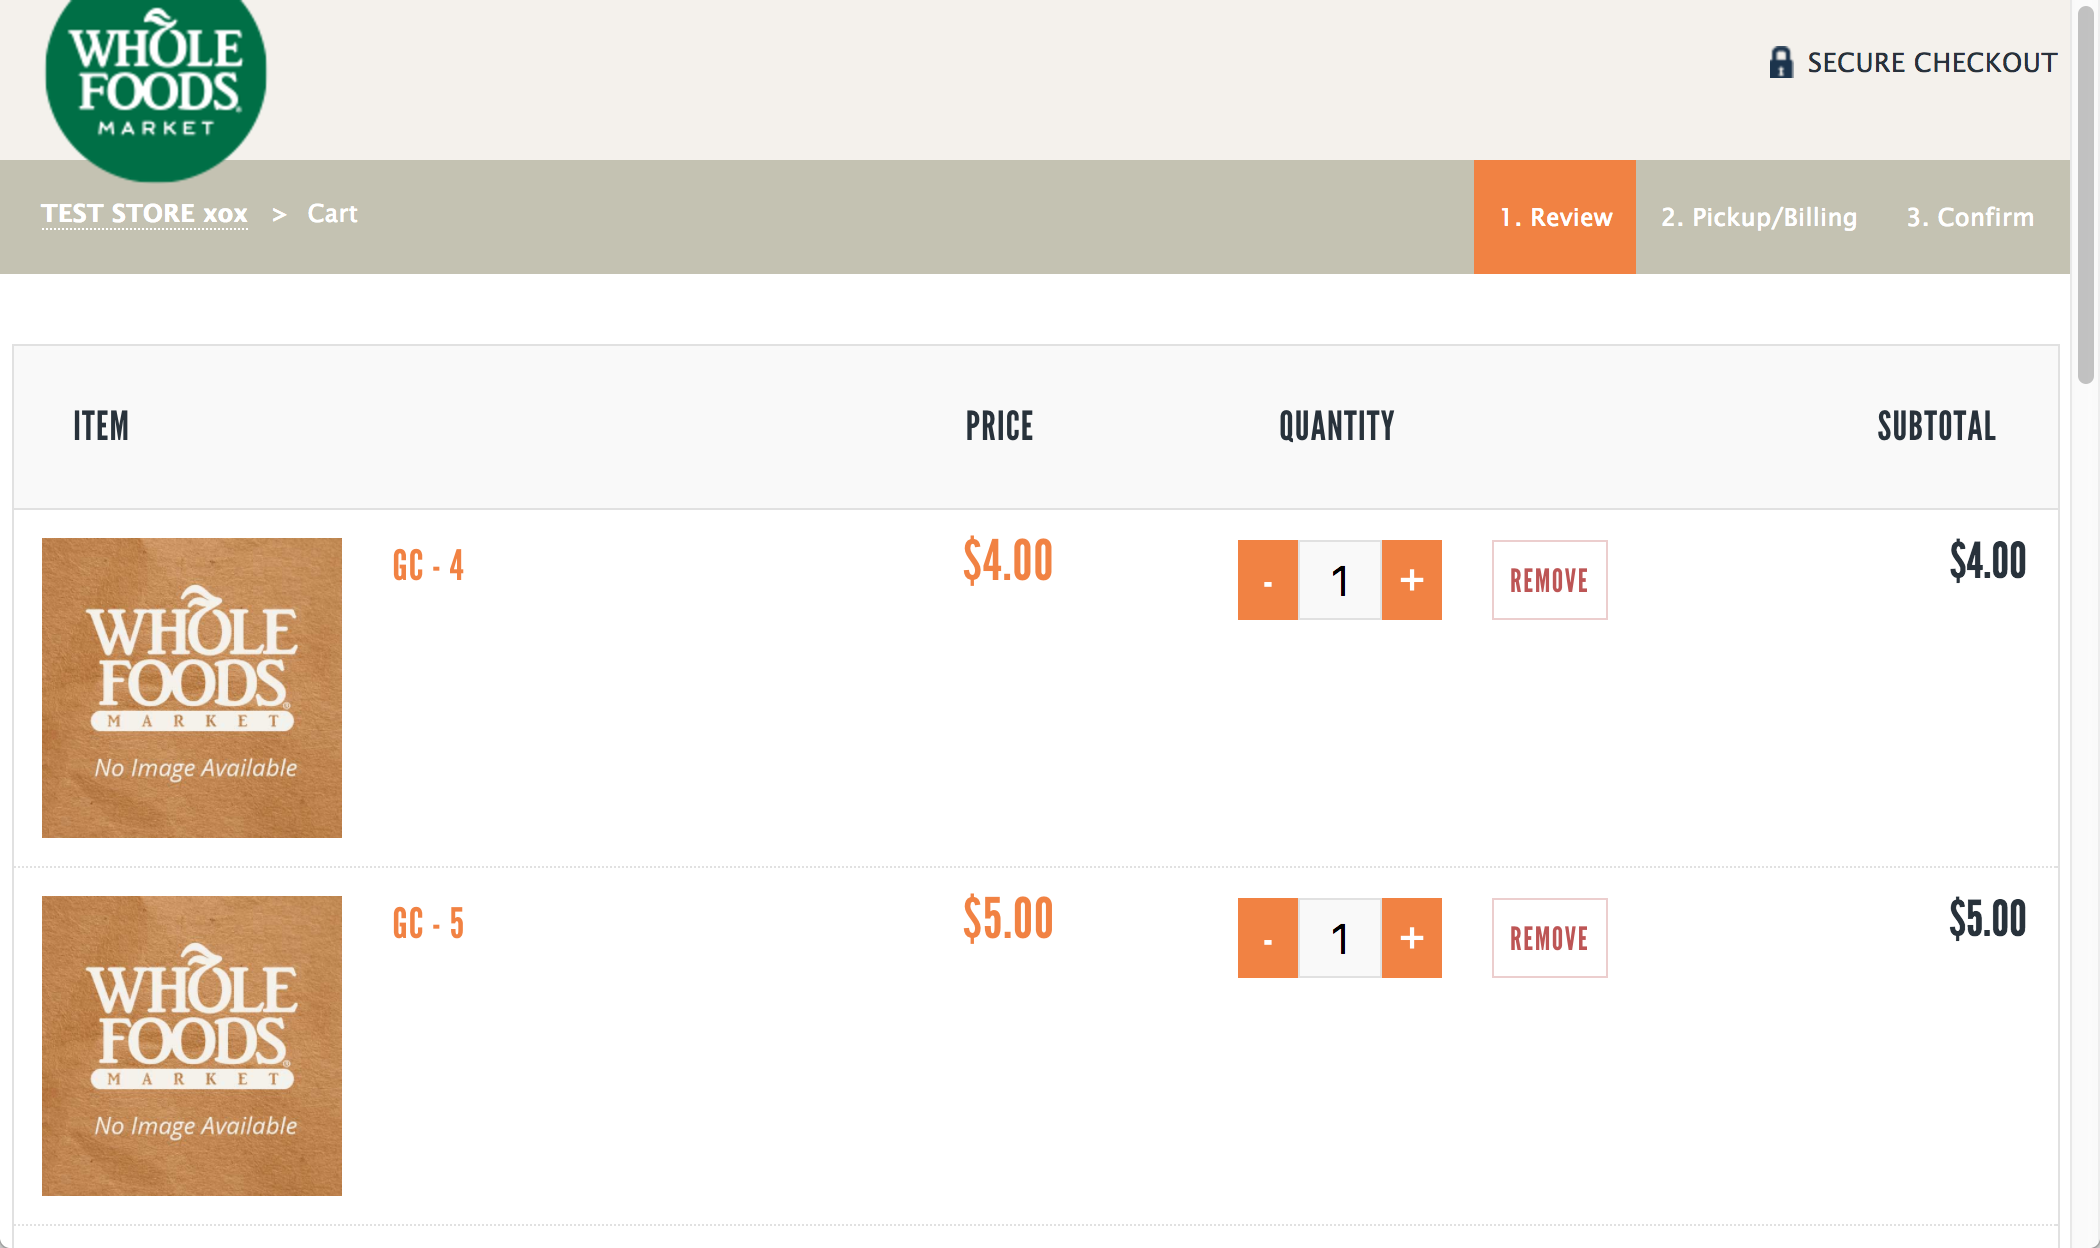 WHOLE
FOODS
MARKET
SECURE CHECKOUT
TEST STORE xox > Cart
1. Review 2. Pickup/Billing 3. Confirm
ITEM PRICE QUANTITY SUBTOTAL
GC - 4 $4.00 - 1 + REMOVE $4.00
WHOLE
FOODS®
MARKET
No Image Available
GC - 5 $5.00 - 1 + REMOVE $5.00
WHOLE
FOODS®
MARKET
No Image Available